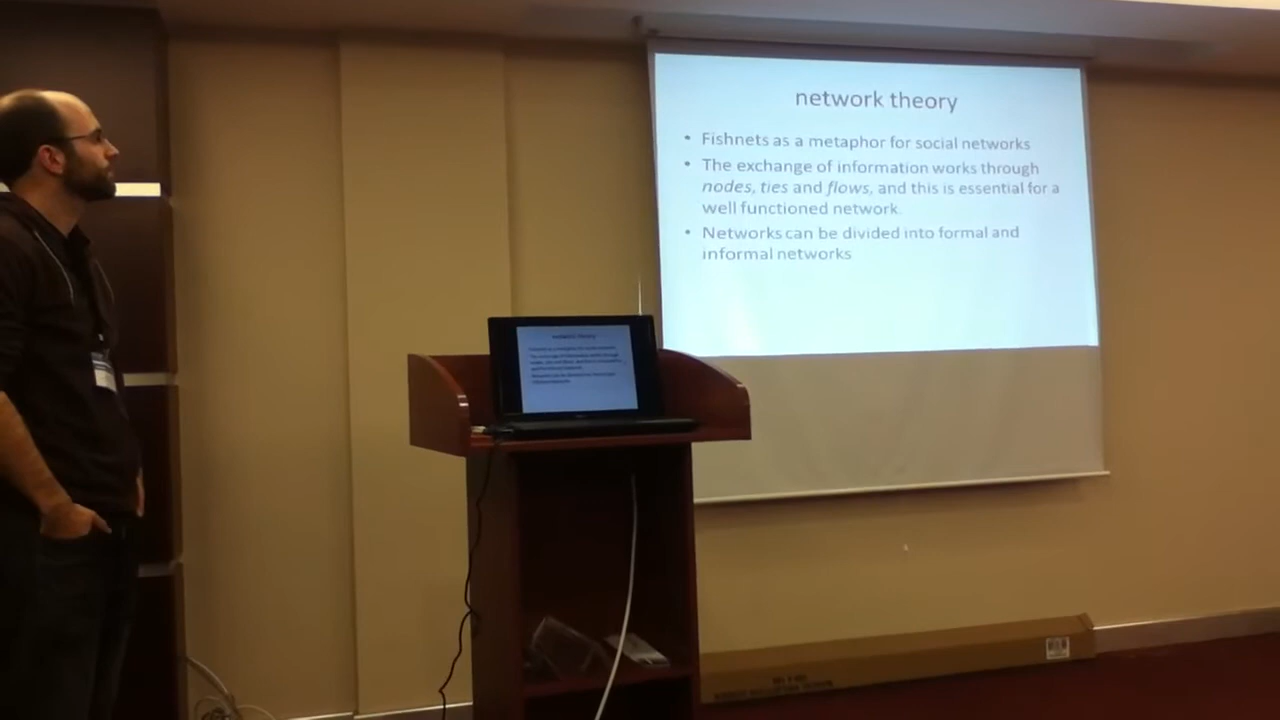 network theory
• Fishnets as a metaphor for social networks
• The exchange of information works through
nodes, ties and flows, and this is essential for a
well functioned network.
• Networks can be divided into formal and
informal networks